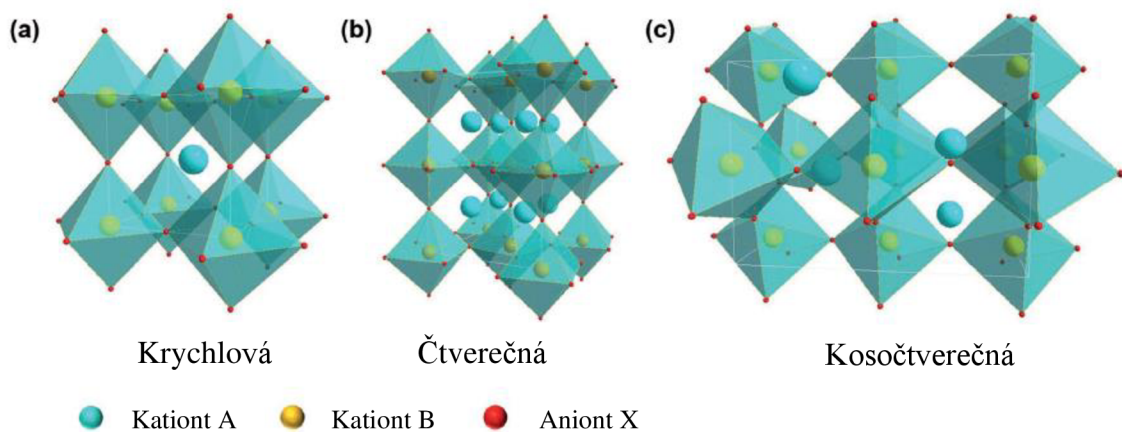 (a) (b) (c)
Krychlová Čtverečná Kosočtverečná
Kationt A Kationt B Aniont X